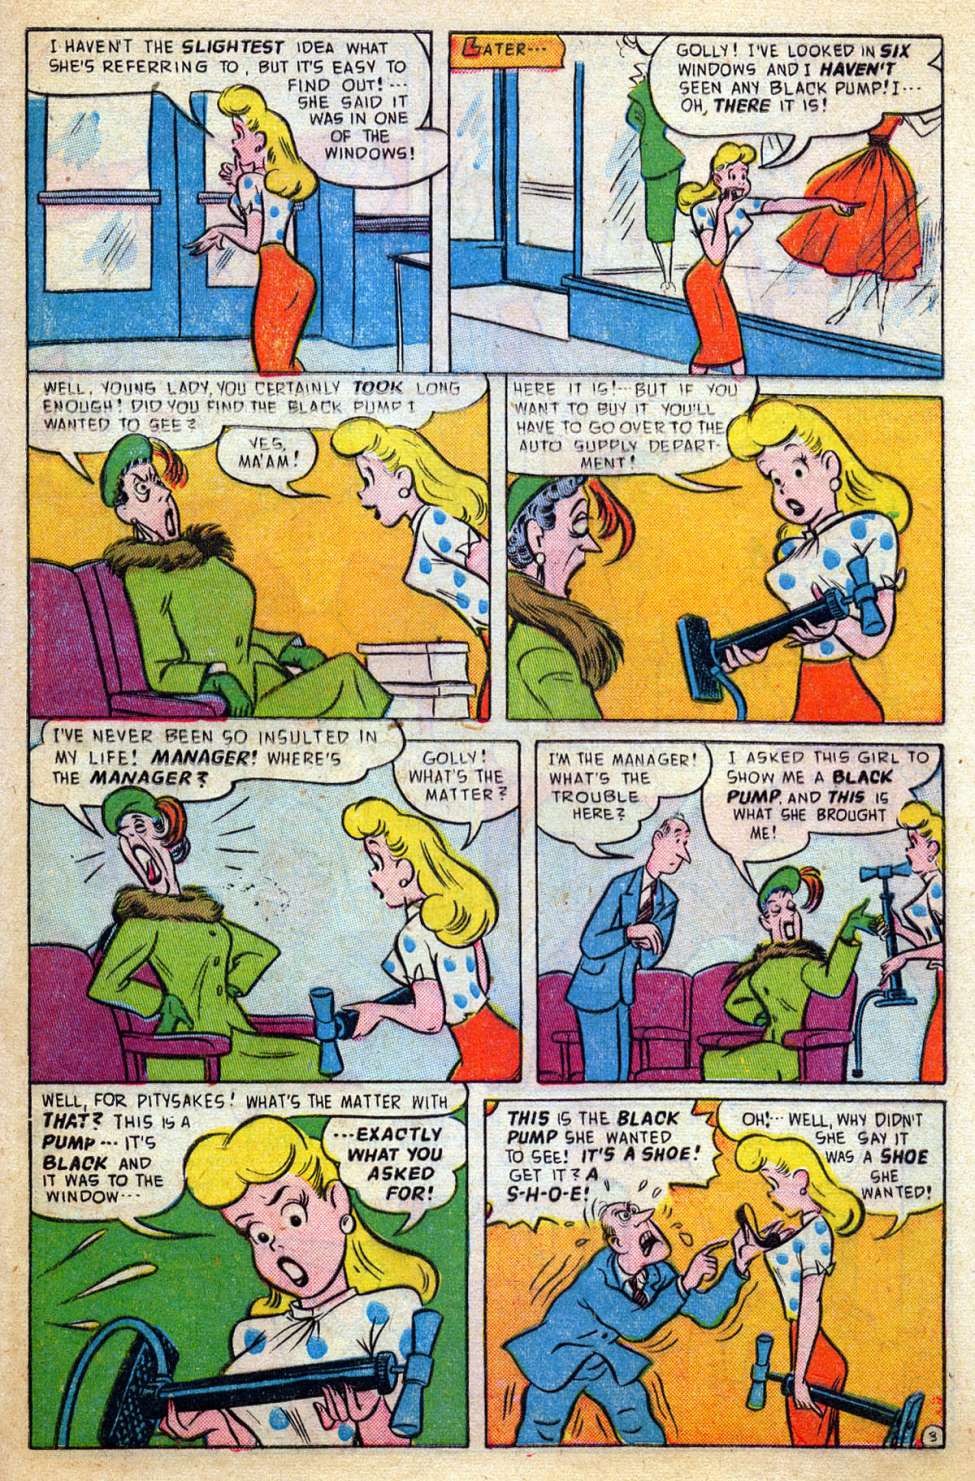 I HAVEN'T THE SLIGHTEST IDEA WHAT
SHE'S REFERRING TO, BUT IT'S EASY TO
FIND OUT!...
SHE SAID IT
WAS IN ONE
OF THE
WINDOWS!
LATER...
GOLLY! I'VE LOOKED IN SIX
WINDOWS AND I HAVEN'T
SEEN ANY BLACK PUMP! I...
OH, THERE IT IS!
WELL, YOUNG LADY, YOU CERTAINLY TOOK LONG
ENOUGH! DID YOU FIND THE BLACK PUMP I
WANTED TO SEE?
YES,
MA'AM!
HERE IT IS!...BUT IF YOU
WANT TO BUY IT YOU'LL
HAVE TO GO OVER TO THE
AUTO SUPPLY DEPART-
MENT!
I'VE NEVER BEEN SO INSULTED IN
MY LIFE! MANAGER! WHERE'S
THE MANAGER?
GOLLY!
WHAT'S THE
MATTER?
I'M THE MANAGER!
WHAT'S THE
TROUBLE
HERE?
I ASKED THIS GIRL TO
SHOW ME A BLACK
PUMP, AND THIS IS
WHAT SHE BROUGHT
ME!
WELL, FOR PITYSAKES! WHAT'S THE MATTER WITH
THAT? THIS IS A
PUMP... IT'S
BLACK AND
IT WAS TO THE
WINDOW...
...EXACTLY
WHAT YOU
ASKED
FOR!
THIS IS THE BLACK
PUMP SHE WANTED
TO SEE! IT'S A SHOE!
GET IT? A
S-H-O-E!
OH!... WELL, WHY DIDN'T
SHE SAY IT
WAS A SHOE
SHE
WANTED!
3